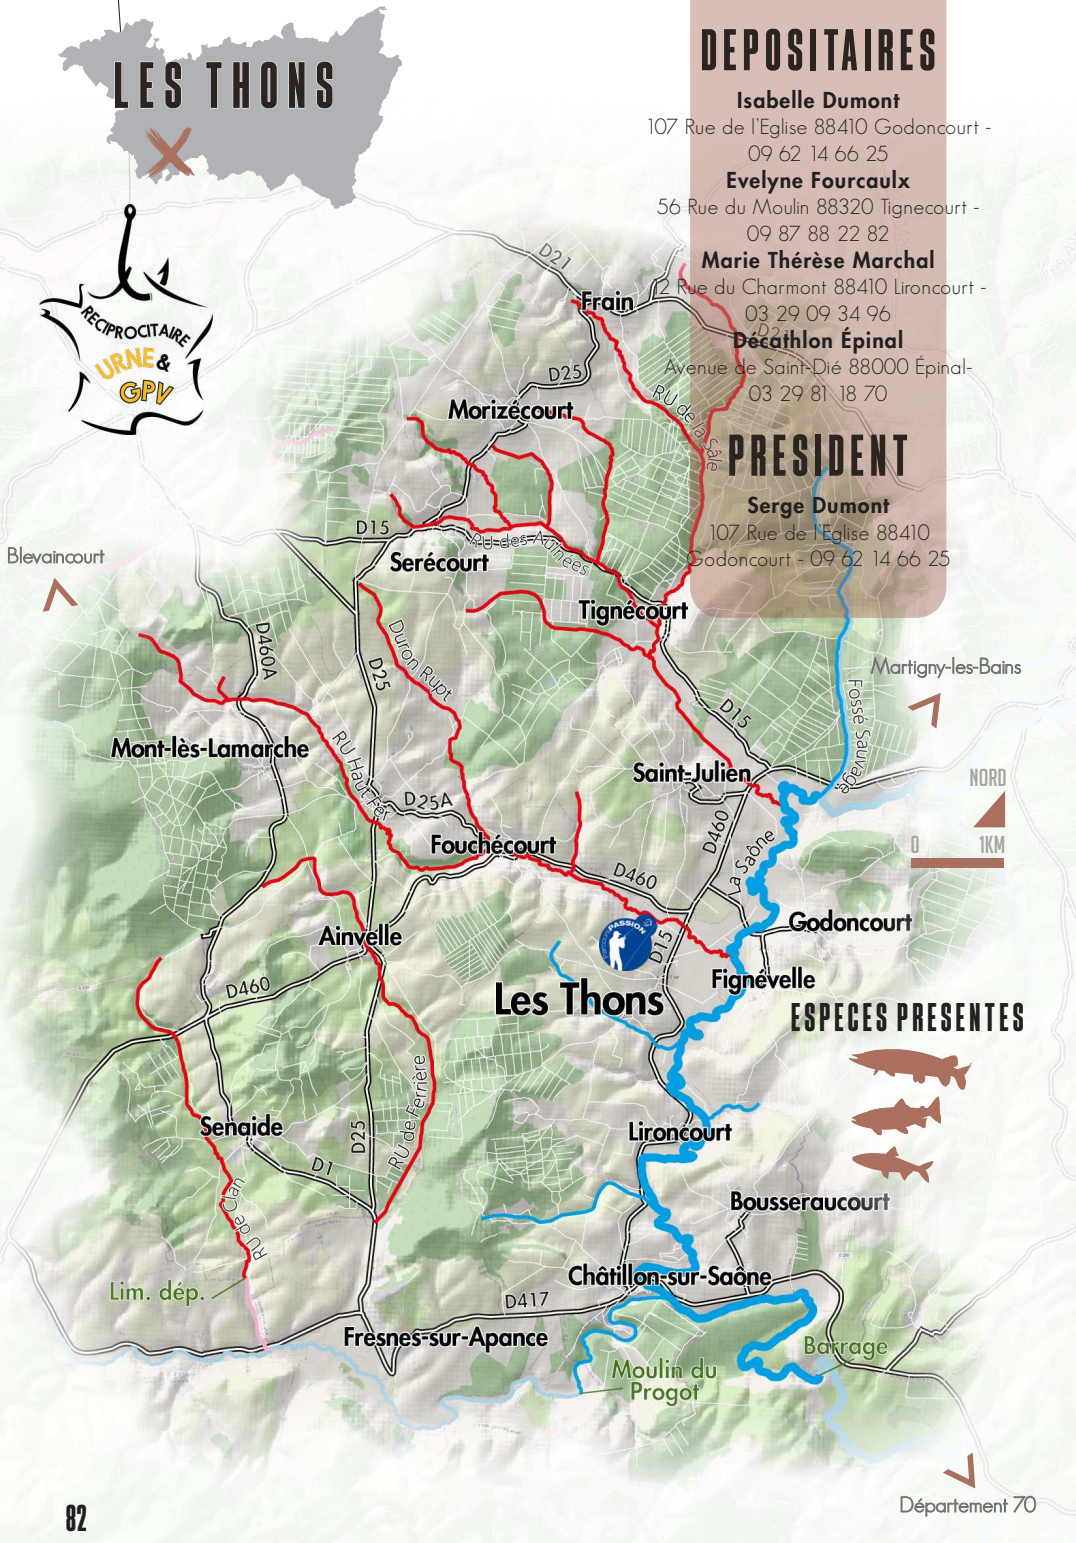 LES THONS
RECIPROCITAIRE
URNE &
GPV
DEPOSITAIRES
Isabelle Dumont
107 Rue de l'Eglise 88410 Godoncourt -
09 62 14 66 25
Evelyne Fourcaulx
56 Rue du Moulin 88320 Tignecourt -
09 87 88 22 82
Marie Thérèse Marchal
12 Rue du Charmont 88410 Lironcourt -
03 29 09 34 96
Décathlon Épinal
Avenue de Saint-Dié 88000 Épinal-
03 29 81 18 70
PRESIDENT
Serge Dumont
107 Rue de l'Eglise 88410
Godoncourt - 09 62 14 66 25
D21
Frain
D25
RU de la Sâle
Morizécourt
D15
RU des Aulnées
Serécourt
Blevaincourt
Tignécourt
D460A
Duron Rupt
D25
Martigny-les-Bains
Fossé Sauvage
D15
Mont-lès-Lamarche
RU Haut Fer
Saint-Julien
NORD
D25A
D460
La Saône
0 1KM
Fouchécourt
D460
Godoncourt
PASSION
Ainvelle
D15
Fignévelle
D460
Les Thons
ESPECES PRESENTES
RU de Ferrière
Senaide
D25
Lironcourt
D1
RU de Clan
Bousseraucourt
Châtillon-sur-Saône
Lim. dép.
D417
Fresnes-sur-Apance
Barrage
Moulin du
Progot
Département 70
82